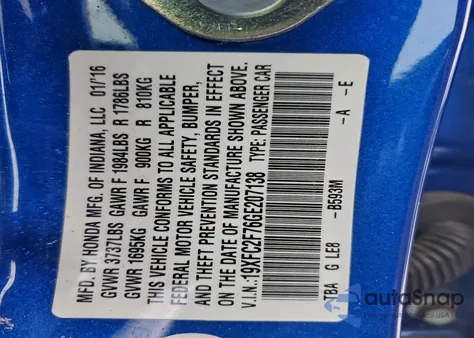 MFD. BY HONDA MFG. OF INDIANA, LLC 01/16
GVWR 3737LBS GAWR F 1984LBS R 1786LBS
GVWR 1695KG GAWR F 900KG R 810KG
THIS VEHICLE CONFORMS TO ALL APPLICABLE
FEDERAL MOTOR VEHICLE SAFETY, BUMPER,
AND THEFT PREVENTION STANDARDS IN EFFECT
ON THE DATE OF MANUFACTURE SHOWN ABOVE.
V.I.N.:19XFC2F76GE207138 TYPE: PASSENGER CAR
TBA G LE8 -B593M -A -E
autoSnap